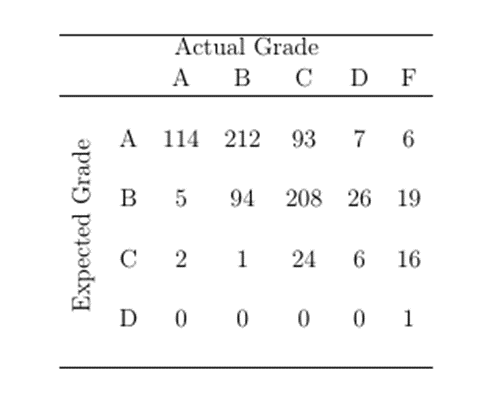 Actual Grade
A B C D F
Expected Grade
A 114 212 93 7 6
B 5 94 208 26 19
C 2 1 24 6 16
D 0 0 0 0 1